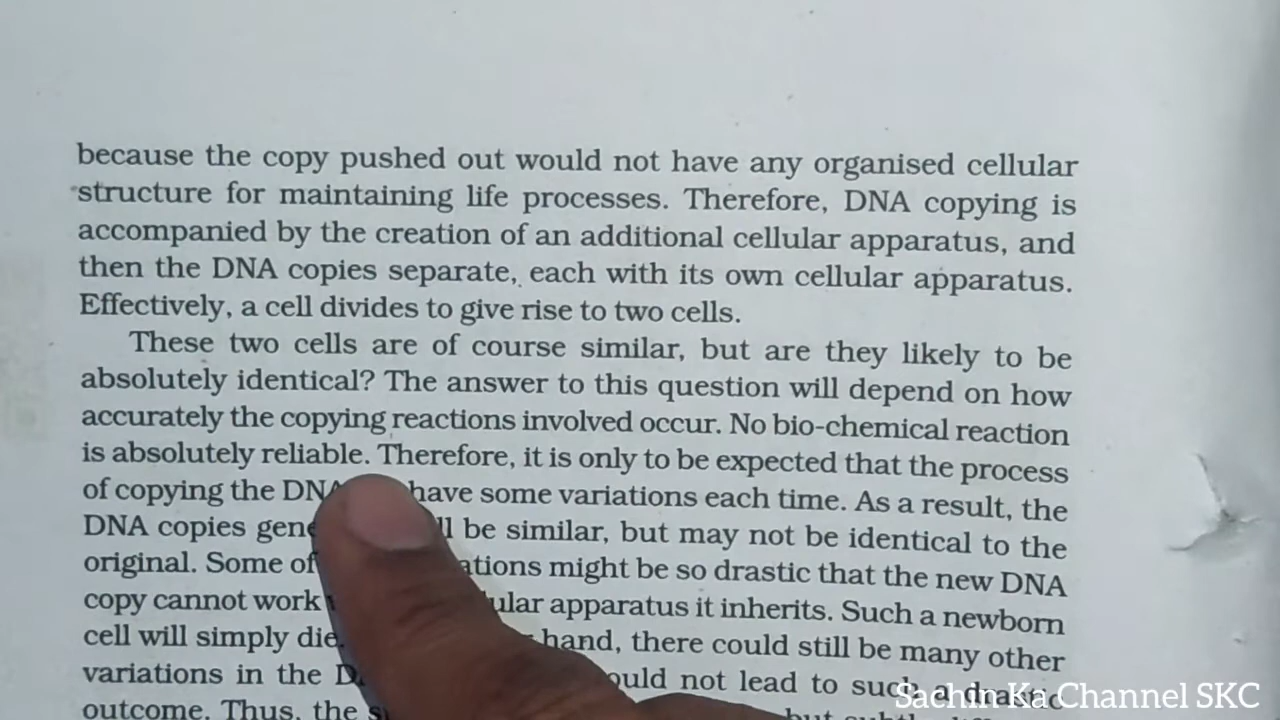 because the copy pushed out would not have any organised cellular
structure for maintaining life processes. Therefore, DNA copying is
accompanied by the creation of an additional cellular apparatus, and
then the DNA copies separate, each with its own cellular apparatus.
Effectively, a cell divides to give rise to two cells.
These two cells are of course similar, but are they likely to be
absolutely identical? The answer to this question will depend on how
accurately the copying reactions involved occur. No bio-chemical reaction
is absolutely reliable. Therefore, it is only to be expected that the process
of copying the DNA have some variations each time. As a result, the
DNA copies be similar, but may not be identical to the
original. Some of might be so drastic that the new DNA
copy cannot work apparatus it inherits. Such a newborn
cell will simply die. hand, there could still be many other
variations in the not lead to such a drastic
outcome. Thus, the but
Sachin Ka Channel SKC